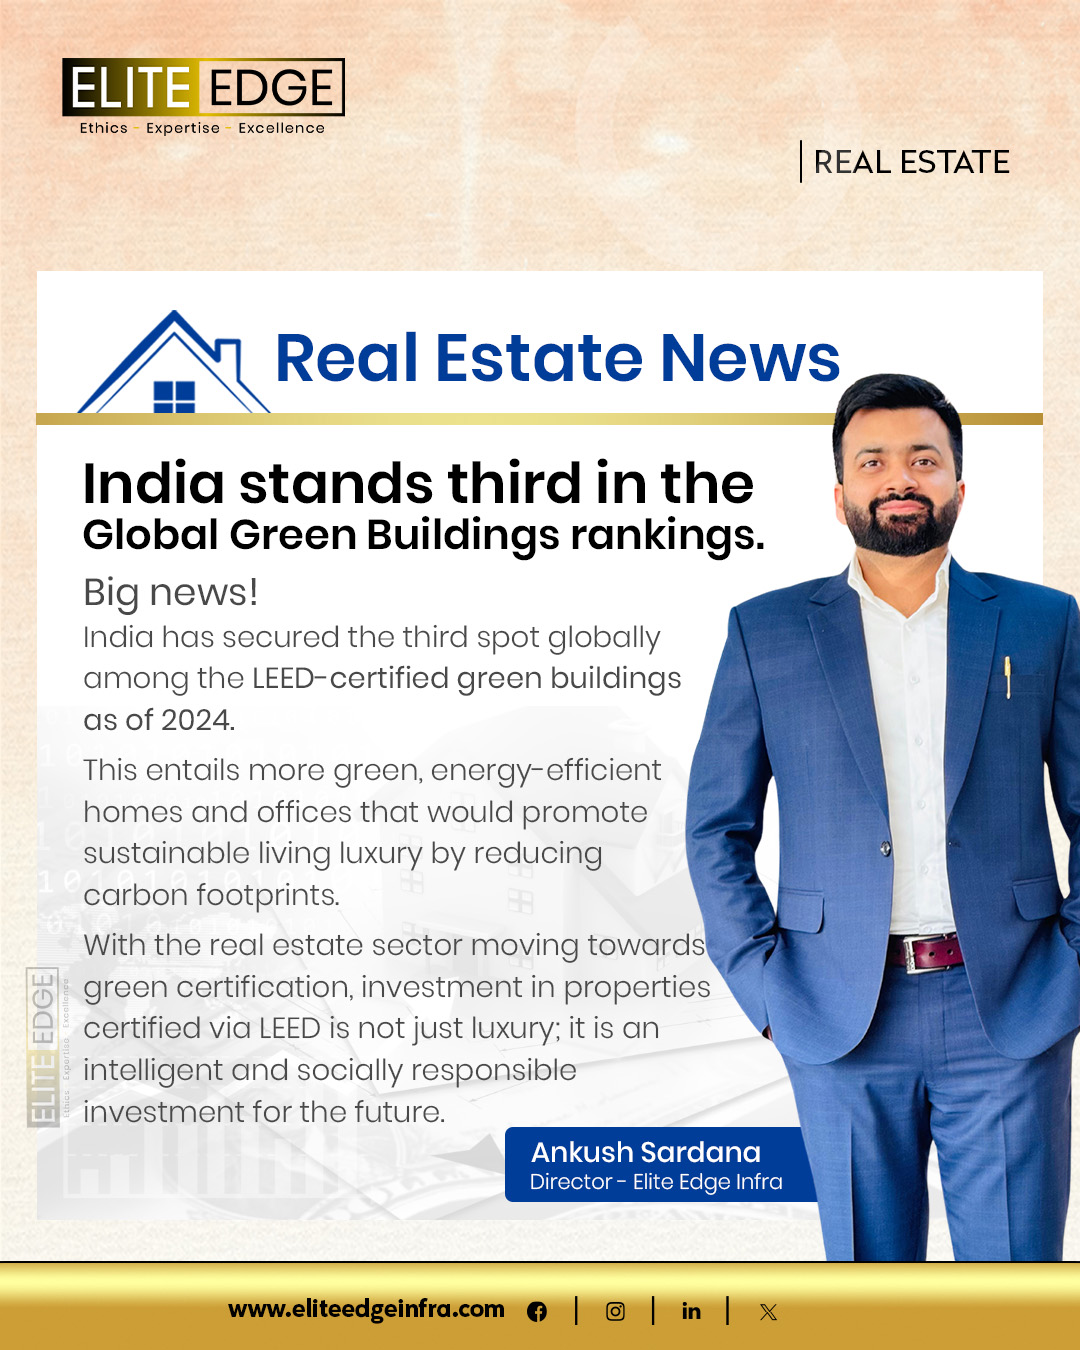 ELITE EDGE
Ethics - Expertise - Excellence
REAL ESTATE
Real Estate News
India stands third in the
Global Green Buildings rankings.
Big news!
India has secured the third spot globally
among the LEED-certified green buildings
as of 2024.
This entails more green, energy-efficient
homes and offices that would promote
sustainable living luxury by reducing
carbon footprints.
With the real estate sector moving towards
green certification, investment in properties
certified via LEED is not just luxury; it is an
intelligent and socially responsible
investment for the future.
ELITE EDGE
Ethics - Expertise - Excellence
Ankush Sardana
Director - Elite Edge Infra
www.eliteedgeinfra.com